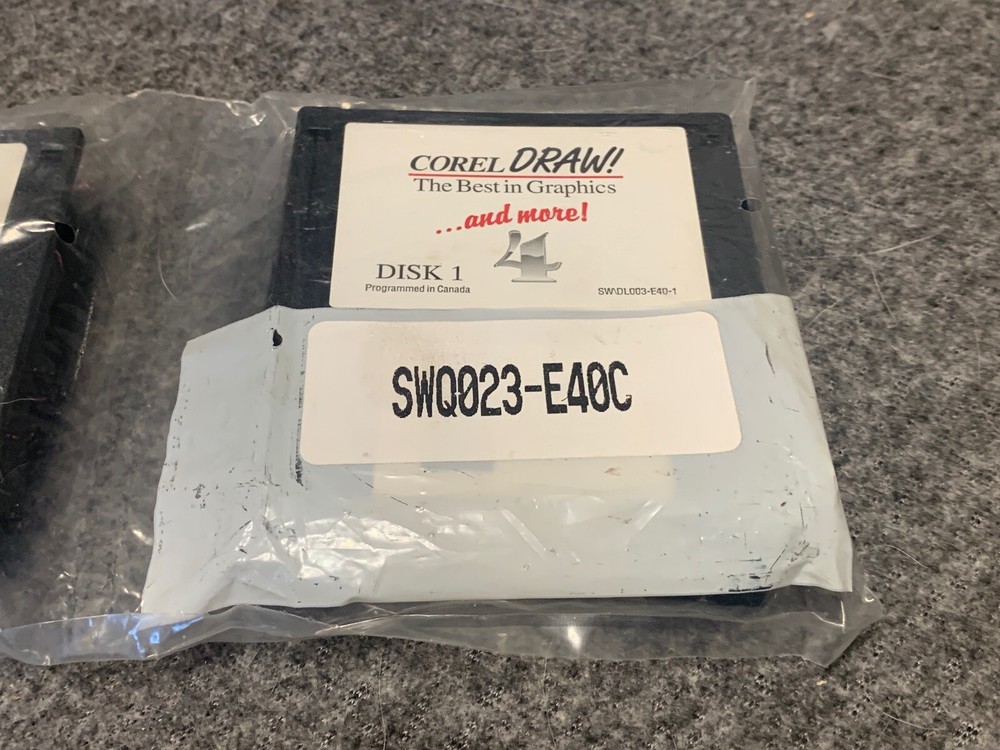 COREL DRAW!
The Best in Graphics
...and more!
4
DISK 1
Programmed in Canada
SW\DL003-E40-1
SWQ023-E40C